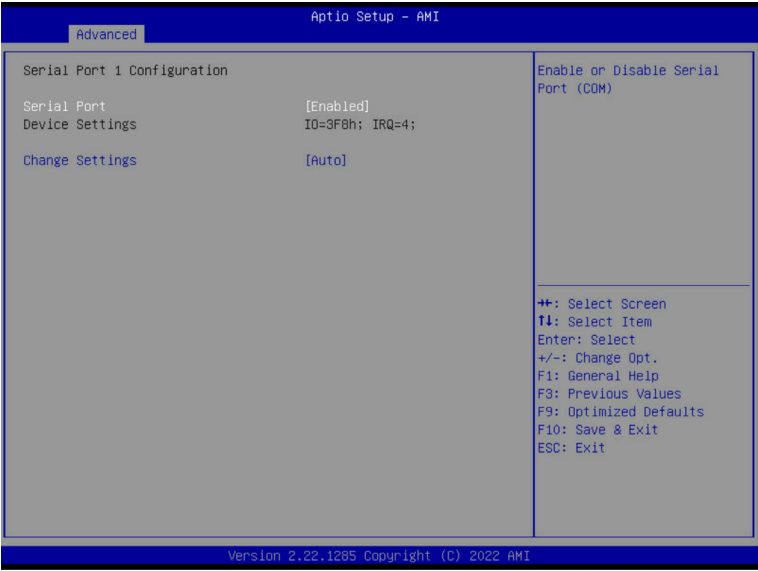 Aptio Setup – AMI
Advanced
Serial Port 1 Configuration
Serial Port [Enabled]
Device Settings IO=3F8h; IRQ=4;
Change Settings [Auto]
Enable or Disable Serial
Port (COM)
→←: Select Screen
↑↓: Select Item
Enter: Select
+/-: Change Opt.
F1: General Help
F3: Previous Values
F9: Optimized Defaults
F10: Save & Exit
ESC: Exit
Version 2.22.1285 Copyright (C) 2022 AMI